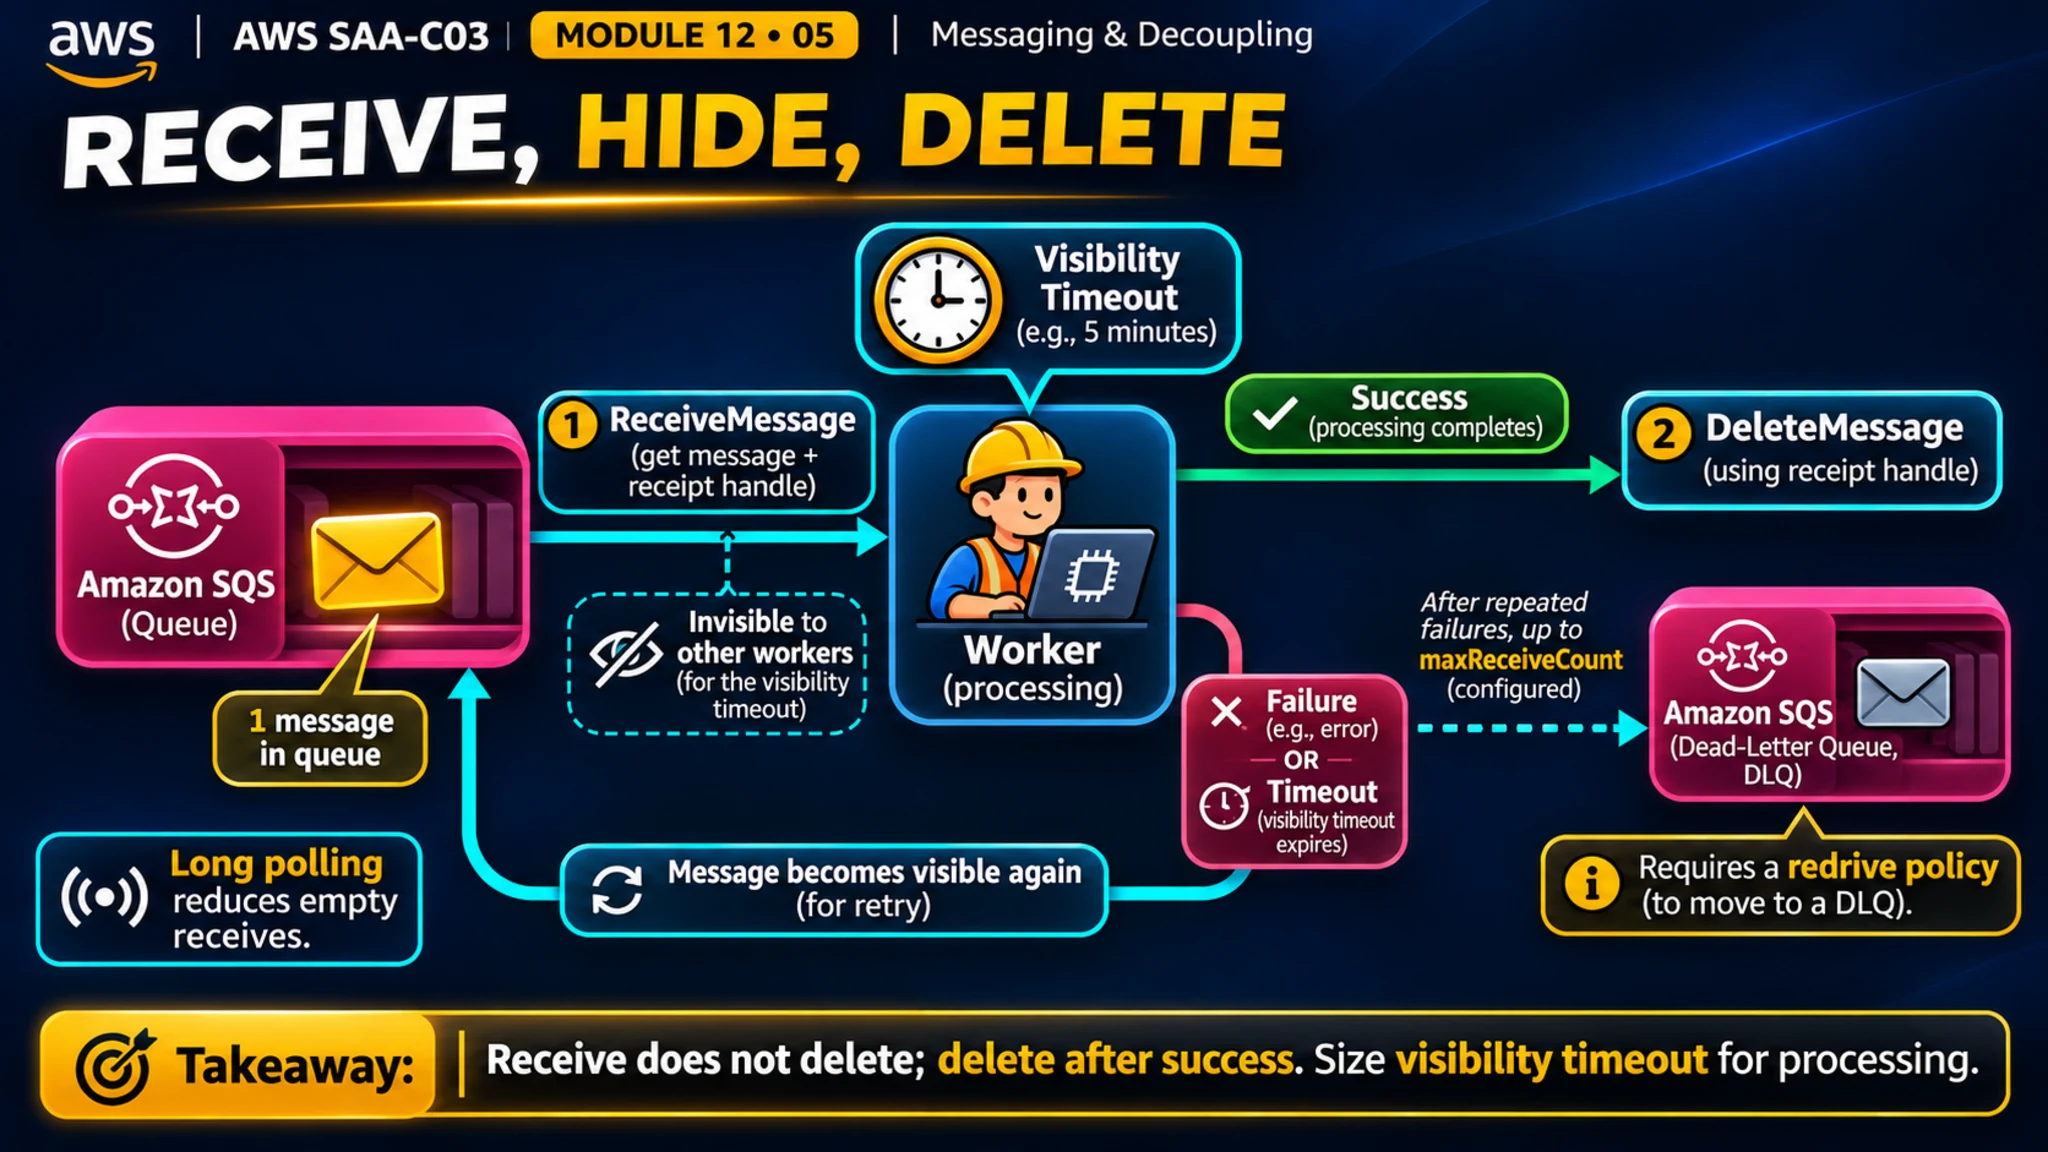 aws
AWS SAA-C03
MODULE 12 • 05
Messaging & Decoupling
RECEIVE, HIDE, DELETE
Visibility
Timeout
(e.g., 5 minutes)
1
ReceiveMessage
(get message +
receipt handle)
Success
(processing completes)
2
DeleteMessage
(using receipt handle)
Amazon SQS
(Queue)
1 message
in queue
Invisible to
other workers
(for the visibility
timeout)
Worker
(processing)
Failure
(e.g., error)
OR
Timeout
(visibility timeout
expires)
After repeated
failures, up to
maxReceiveCount
(configured)
Amazon SQS
(Dead-Letter Queue,
DLQ)
Long polling
reduces empty
receives.
Message becomes visible again
(for retry)
i
Requires a redrive policy
(to move to a DLQ).
Takeaway:
Receive does not delete; delete after success. Size visibility timeout for processing.